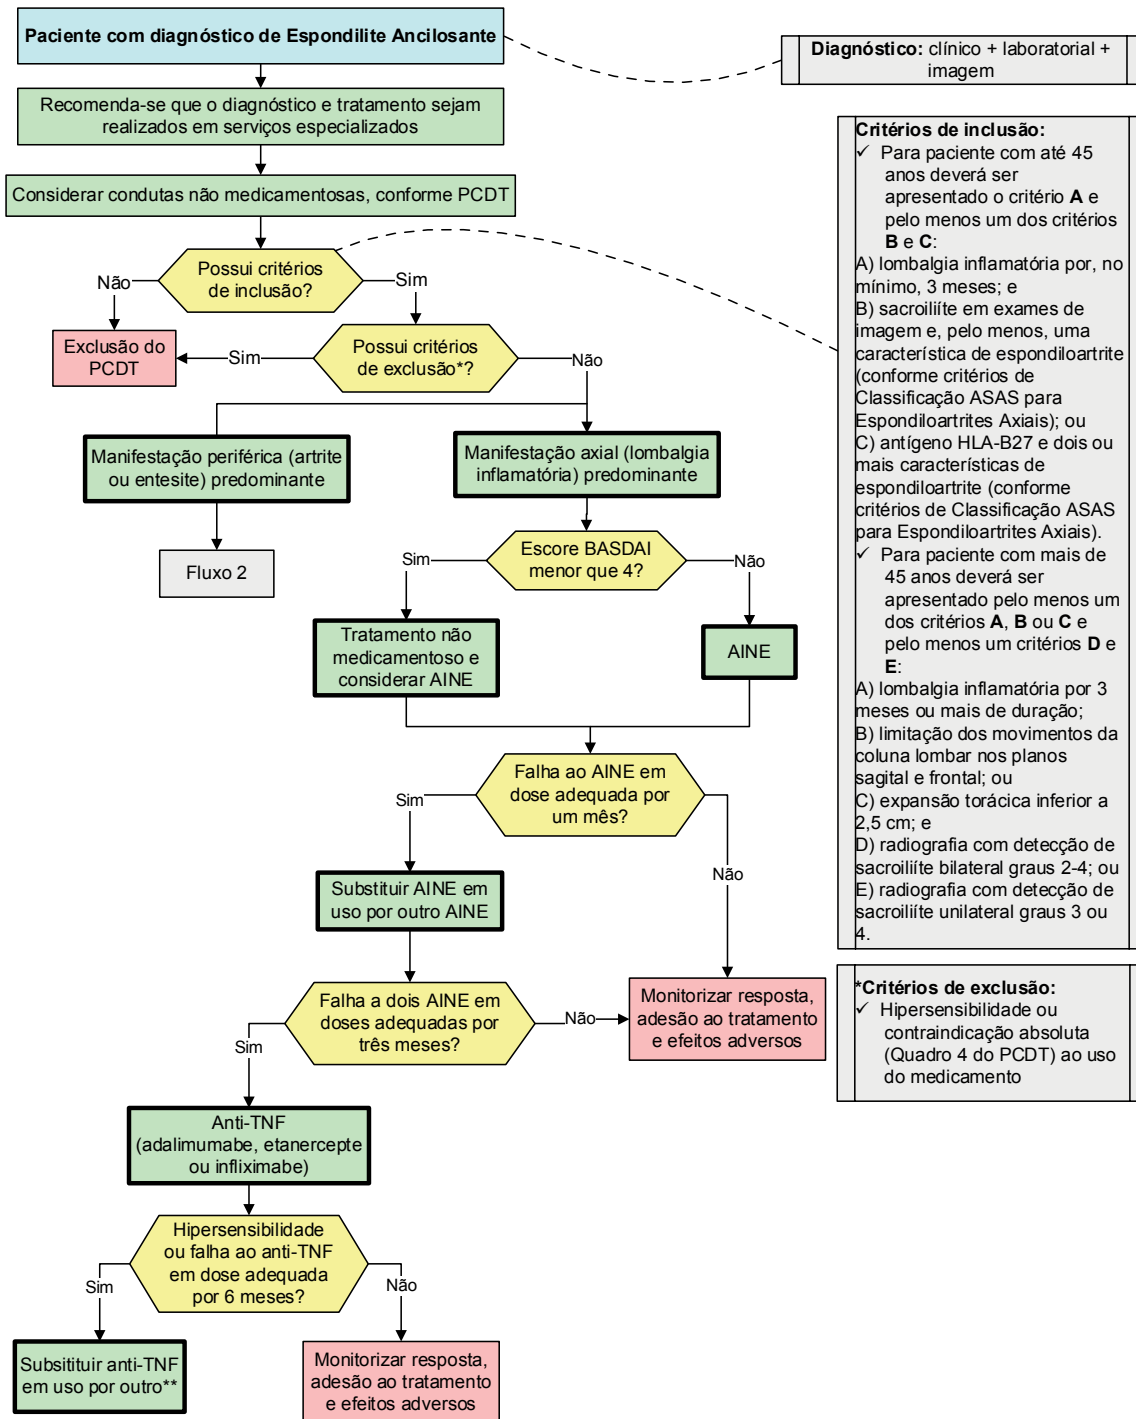 Paciente com diagnóstico de Espondilite Ancilosante
Diagnóstico: clínico + laboratorial +
imagem
Recomenda-se que o diagnóstico e tratamento sejam
realizados em serviços especializados
Considerar condutas não medicamentosas, conforme PCDT
Possui critérios
de inclusão?
Não
Sim
Exclusão do
PCDT
Sim
Possui critérios
de exclusão*?
Não
Manifestação periférica (artrite
ou entesite) predominante
Manifestação axial (lombalgia
inflamatória) predominante
Fluxo 2
Escore BASDAI
menor que 4?
Sim
Não
Tratamento não
medicamentoso e
considerar AINE
AINE
Falha ao AINE em
dose adequada por
um mês?
Sim
Não
Substituir AINE em
uso por outro AINE
Falha a dois AINE em
doses adequadas por
três meses?
Não
Sim
Monitorizar resposta,
adesão ao tratamento
e efeitos adversos
Anti-TNF
(adalimumabe, etanercepte
ou infliximabe)
Hipersensibilidade
ou falha ao anti-TNF
em dose adequada
por 6 meses?
Sim
Não
Subsitituir anti-TNF
em uso por outro**
Monitorizar resposta,
adesão ao tratamento
e efeitos adversos
Critérios de inclusão:
✓ Para paciente com até 45
anos deverá ser
apresentado o critério A e
pelo menos um dos critérios
B e C:
A) lombalgia inflamatória por, no
mínimo, 3 meses; e
B) sacroiliíte em exames de
imagem e, pelo menos, uma
característica de espondiloartrite
(conforme critérios de
Classificação ASAS para
Espondiloartrites Axiais); ou
C) antígeno HLA-B27 e dois ou
mais características de
espondiloartrite (conforme
critérios de Classificação ASAS
para Espondiloartrites Axiais).
✓ Para paciente com mais de
45 anos deverá ser
apresentado pelo menos um
dos critérios A, B ou C e
pelo menos um critérios D e
E:
A) lombalgia inflamatória por 3
meses ou mais de duração;
B) limitação dos movimentos da
coluna lombar nos planos
sagital e frontal; ou
C) expansão torácica inferior a
2,5 cm; e
D) radiografia com detecção de
sacroiliíte bilateral graus 2-4; ou
E) radiografia com detecção de
sacroiliíte unilateral graus 3 ou
4.
*Critérios de exclusão:
✓ Hipersensibilidade ou
contraindicação absoluta
(Quadro 4 do PCDT) ao uso
do medicamento